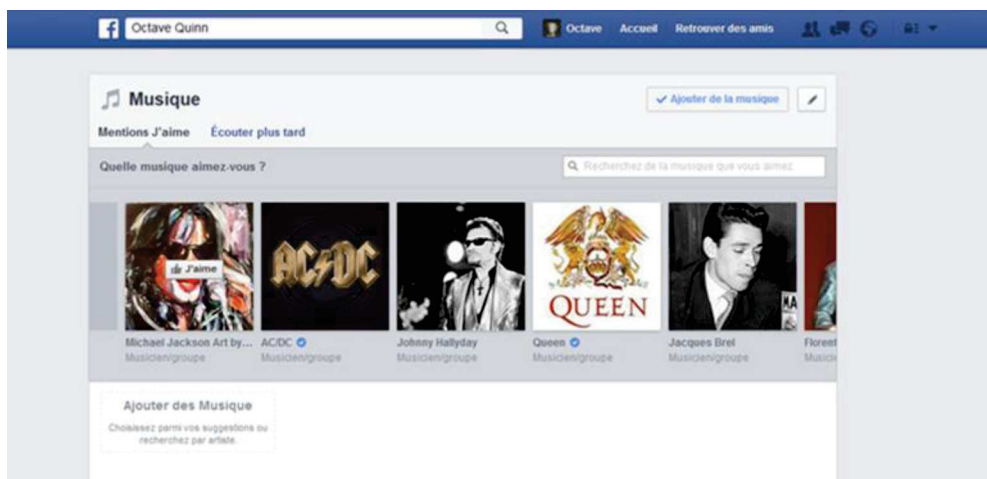 Octave Quinn
Octave Accueil Retrouver des amis
Musique
Ajouter de la musique
Mentions J'aime Écouter plus tard
Quelle musique aimez-vous ?
Recherchez de la musique que vous aimez
J'aime
AC/DC
QUEEN
MA
Michael Jackson Art by... AC/DC Johnny Hallyday Queen Jacques Brel Florent
Musicien/groupe Musicien/groupe Musicien/groupe Musicien/groupe Musicien/groupe Musici
Ajouter des Musique
Choisissez parmi vos suggestions ou
recherchez par artiste.